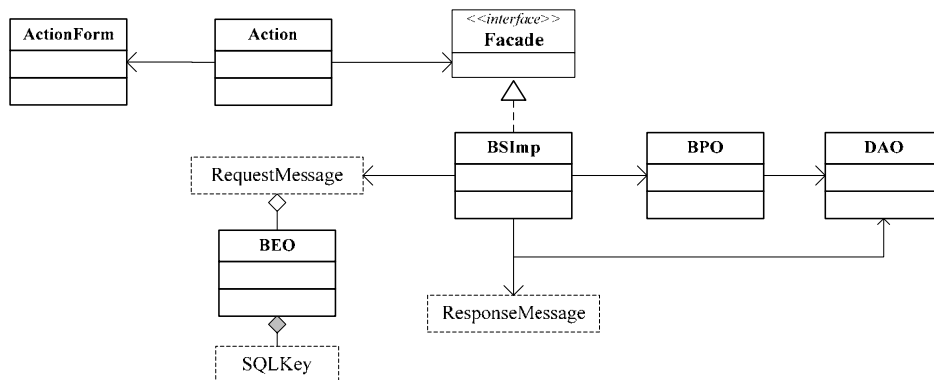 <<interface>>
ActionForm
Action
Facade
BSImp
BPO
DAO
RequestMessage
BEO
ResponseMessage
SQLKey